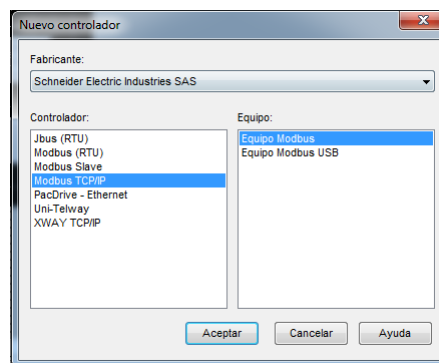 Nuevo controlador
Fabricante:
Schneider Electric Industries SAS
Controlador:
Jbus (RTU)
Modbus (RTU)
Modbus Slave
Modbus TCP/IP
PacDrive - Ethernet
Uni-Telway
XWAY TCP/IP
Equipo:
Equipo Modbus
Equipo Modbus USB
Aceptar
Cancelar
Ayuda